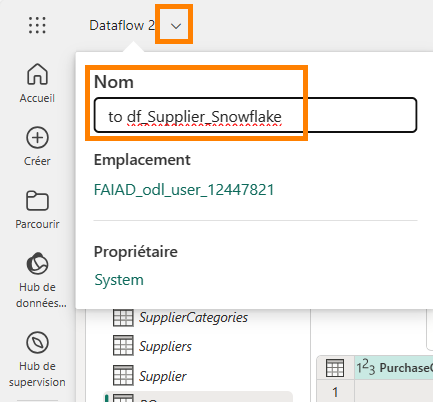 Dataflow 2
Accueil
Créer
Parcourir
Hub de
données...
Hub de
supervision
Nom
to df_Supplier_Snowflake
Emplacement
FAIAD_odl_user_12447821
Propriétaire
System
SupplierCategories
Suppliers
Supplier
1
2
3
PurchaseO
1